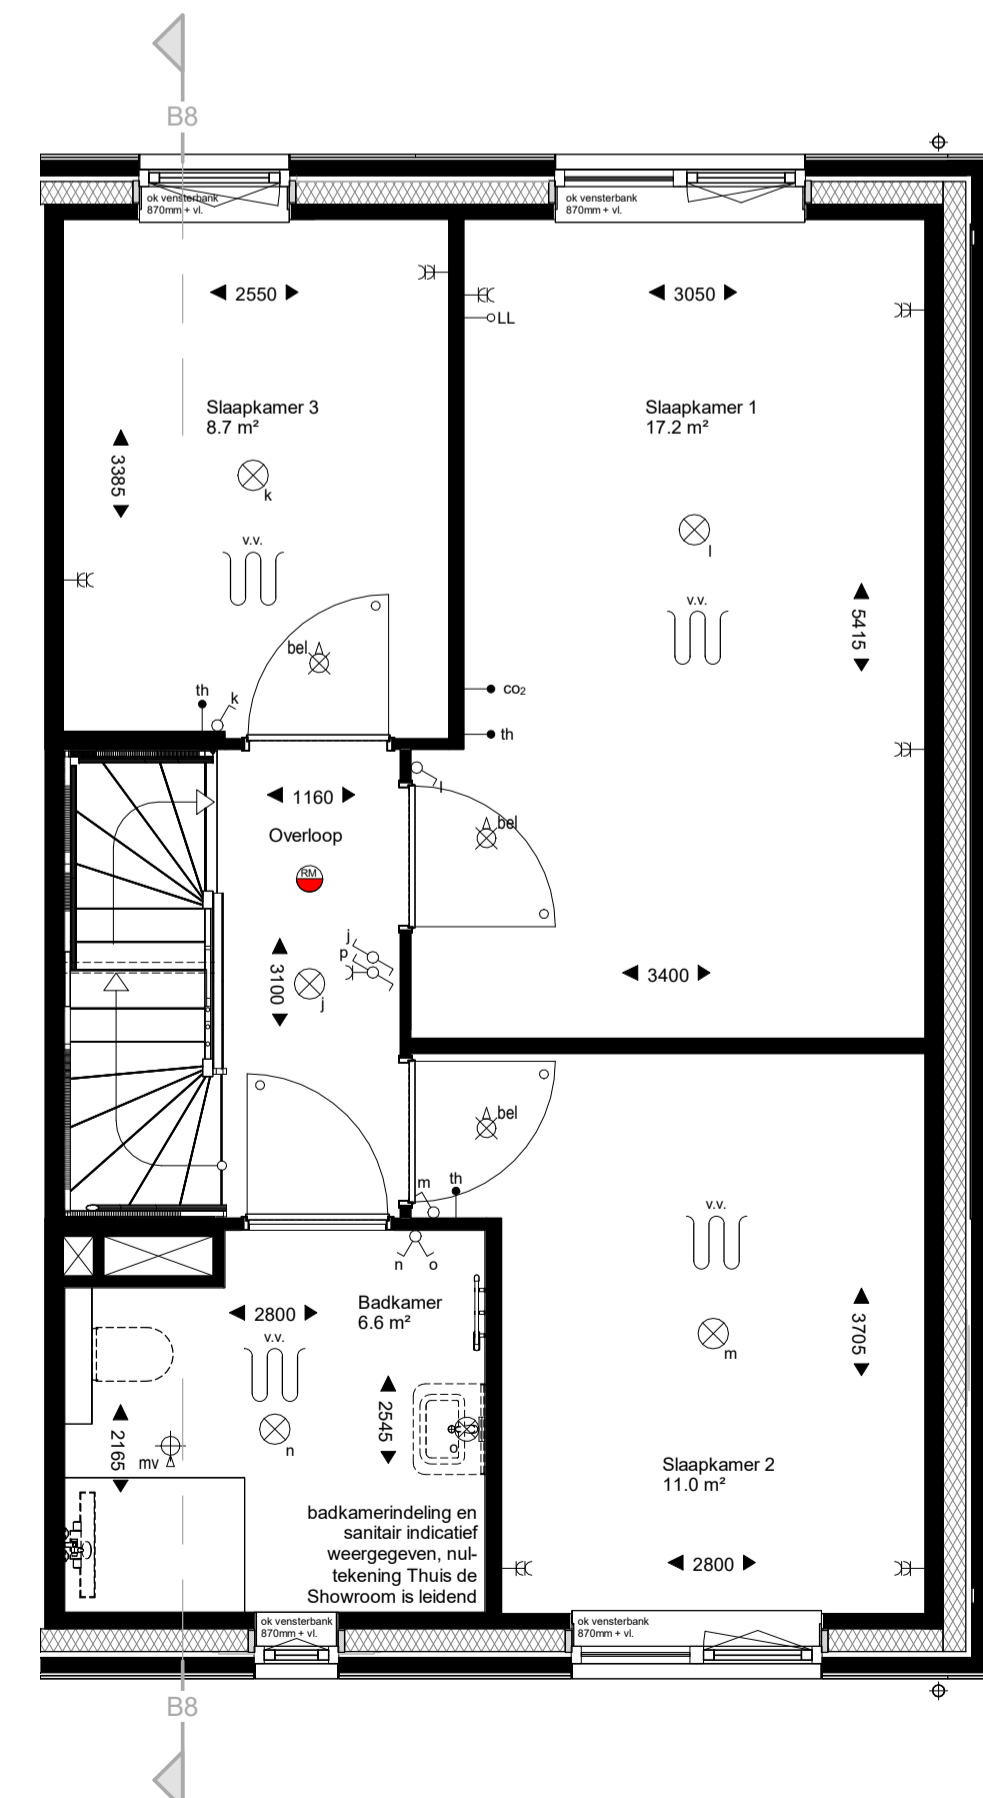 B8
ok vensterbank
870mm + vl.
ok vensterbank
870mm + vl.
2550
3050
LL
Slaapkamer 3
8.7 m²
Slaapkamer 1
17.2 m²
3385
k
l
v.v.
v.v.
5415
bel
th
k
co₂
th
l
1160
bel
Overloop
RM
j
p
3100
j
3400
bel
m
th
n
o
v.v.
Badkamer
6.6 m²
2800
v.v.
3705
m
2545
2165
mv
n
o
Slaapkamer 2
11.0 m²
badkamerindeling en
sanitair indicatief
weergegeven, nul-
tekening Thuis de
Showroom is leidend
2800
ok vensterbank
870mm + vl.
ok vensterbank
870mm + vl.
B8